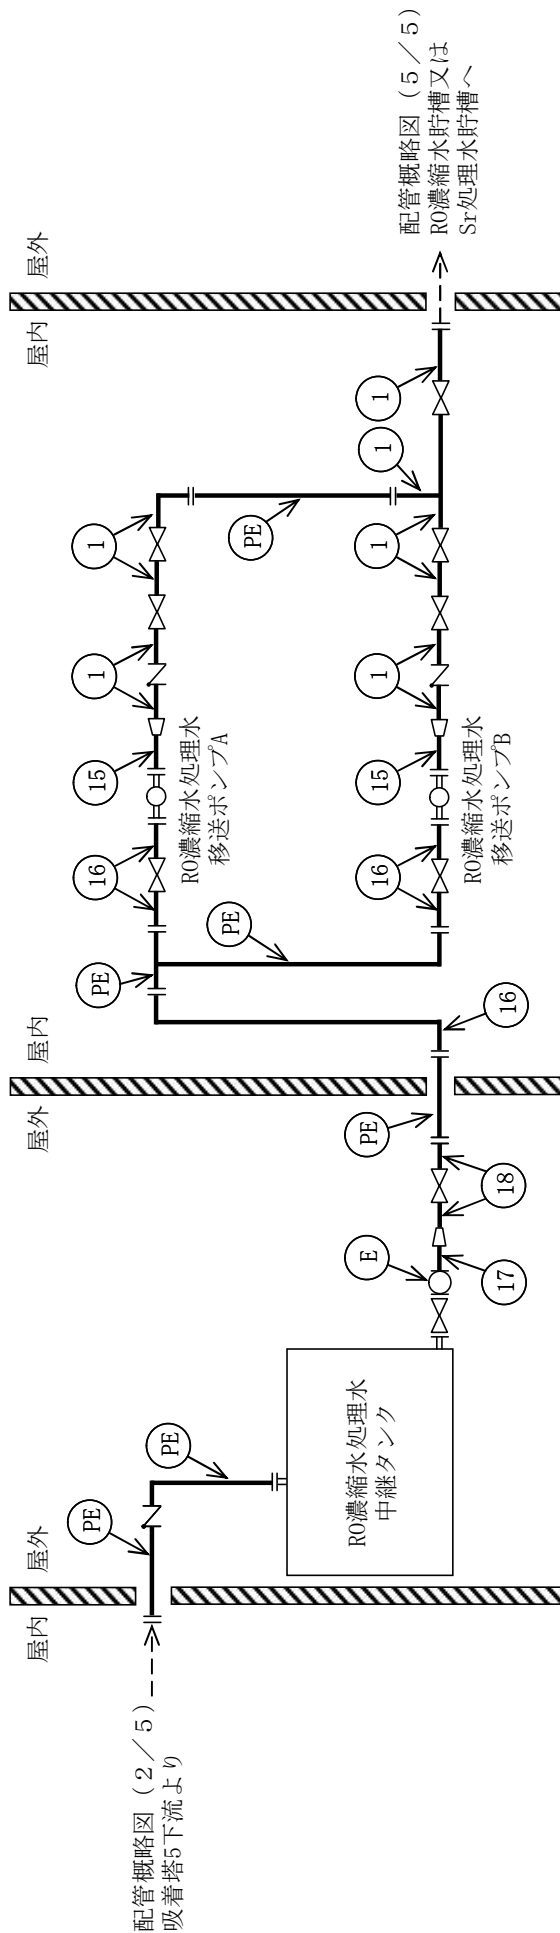 配管概略図（２／５）
吸着塔5下流より
屋内
屋外
PE
PE
RO濃縮水処理水
中継タンク
E
17
18
PE
屋外
屋内
16
PE
PE
16
15
1
1
RO濃縮水処理水
移送ポンプA
PE
16
15
1
1
RO濃縮水処理水
移送ポンプB
1
1
屋内
屋外
配管概略図（５／５）
RO濃縮水貯槽又は
Sr処理水貯槽へ